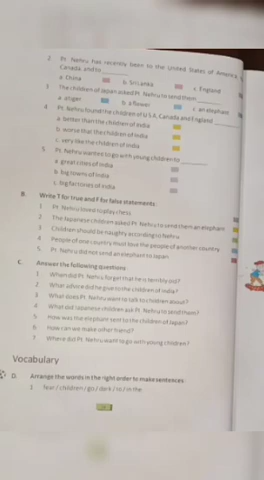 2. Pt. Nehru has recently been to the United States of America,
Canada, and to
a. China b. Sri Lanka c. England
3 The children of Japan asked Pt. Nehru to send them
a. singer b. a flower c. an elephant
4 Pt. Nehru found the children of U.S.A, Canada and England
a. better than the children of India
b. worse that the children of India
c. very like the children of India
5. Pt. Nehru wanted to go with young children to
a. great cities of India
b. big towns of India
c. big factories of India
B. Write T for true and F for false statements:
1 Pt. Nehru loved to play chess
2 The Japanese children asked Pt. Nehru to send them an elephant
3 Children should be naughty according to Nehru
4 People of one country must love the people of another country
5 Pt. Nehru did not send an elephant to Japan
C. Answer the following questions:
1 When did Pt. Nehru forget that he is terribly old?
2 What advice did he give to the children of India?
3 What does Pt. Nehru want to talk to children about?
4 What did Japanese children ask Pt. Nehru to send them?
5 How was the elephant sent to the children of Japan?
6 How can we make other friend?
7 Where did Pt. Nehru want to go with young children?
Vocabulary
D. Arrange the words in the right order to make sentences:
1 fear / children / go / dark / to / in the.